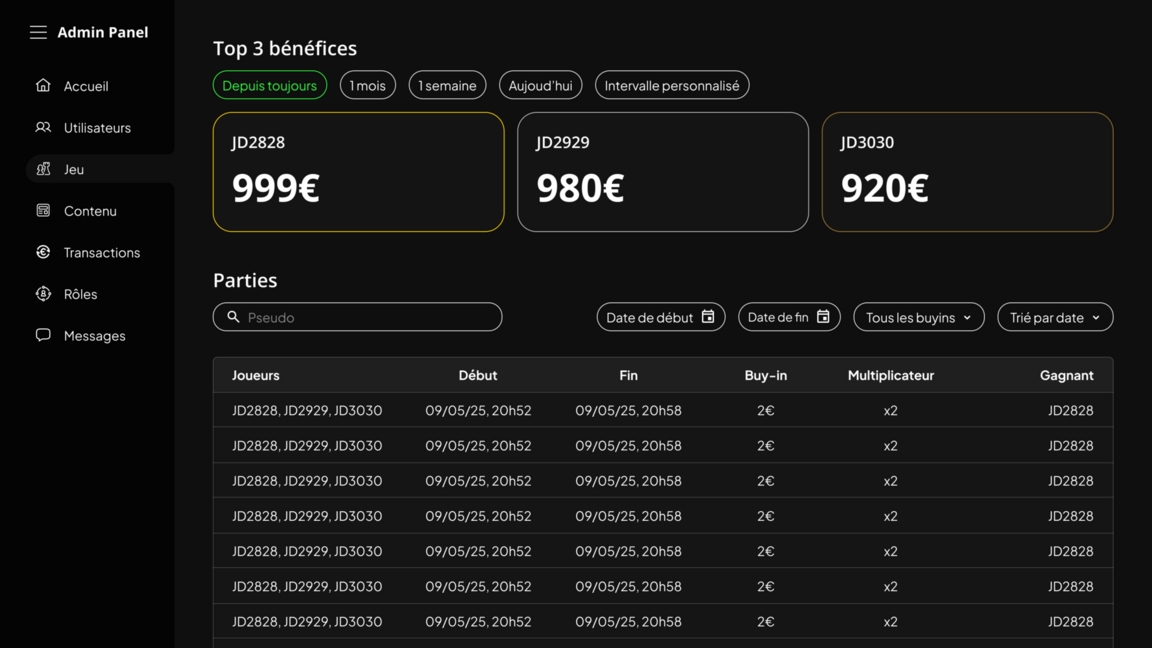 Admin Panel
Accueil
Utilisateurs
Jeu
Contenu
Transactions
Rôles
Messages
Top 3 bénéfices
Depuis toujours 1 mois 1 semaine Aujourd'hui Intervalle personnalisé
JD2828 JD2929 JD3030
999€ 980€ 920€
Parties
Pseudo Date de début Date de fin Tous les buyins Trié par date
Joueurs Début Fin Buy-in Multiplicateur Gagnant
JD2828, JD2929, JD3030 09/05/25, 20h52 09/05/25, 20h58 2€ x2 JD2828
JD2828, JD2929, JD3030 09/05/25, 20h52 09/05/25, 20h58 2€ x2 JD2828
JD2828, JD2929, JD3030 09/05/25, 20h52 09/05/25, 20h58 2€ x2 JD2828
JD2828, JD2929, JD3030 09/05/25, 20h52 09/05/25, 20h58 2€ x2 JD2828
JD2828, JD2929, JD3030 09/05/25, 20h52 09/05/25, 20h58 2€ x2 JD2828
JD2828, JD2929, JD3030 09/05/25, 20h52 09/05/25, 20h58 2€ x2 JD2828
JD2828, JD2929, JD3030 09/05/25, 20h52 09/05/25, 20h58 2€ x2 JD2828